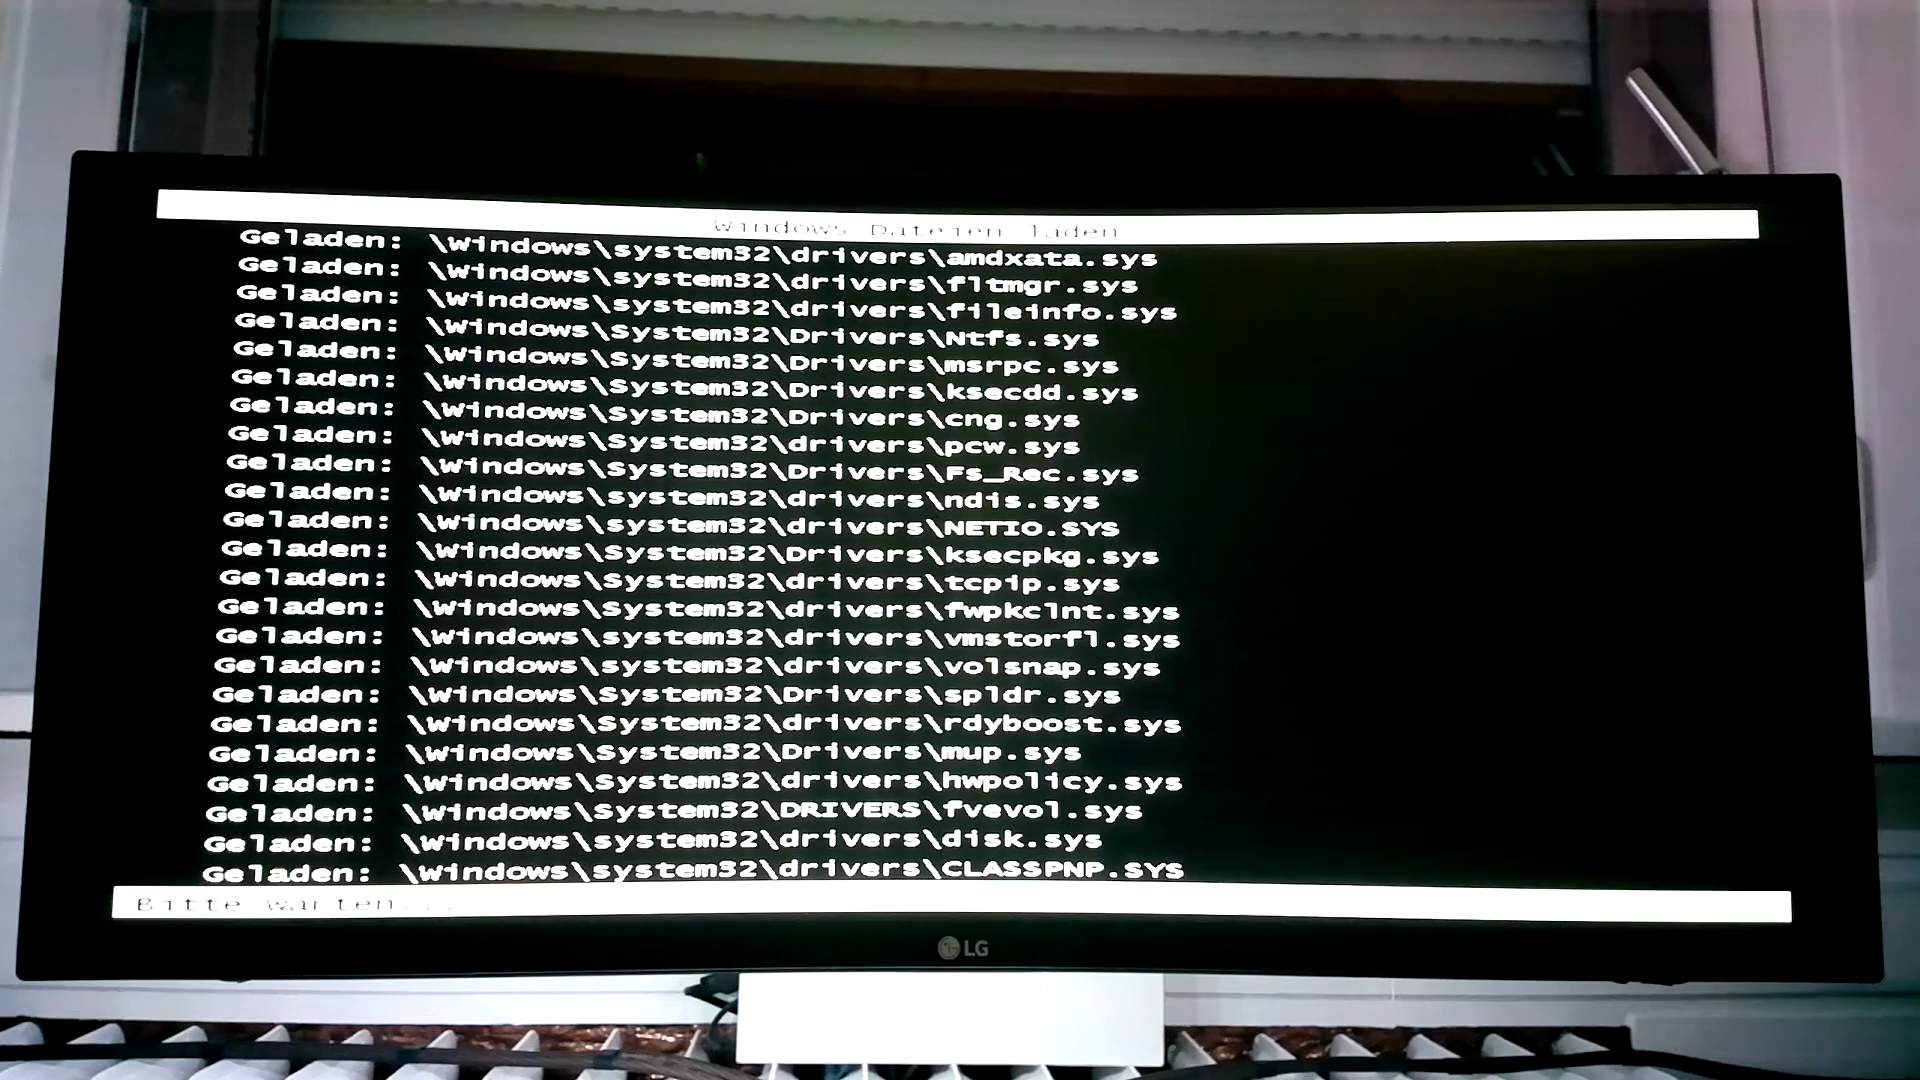 Windows Dateien laden
Geladen: \Windows\system32\drivers\amdxata.sys
Geladen: \Windows\system32\drivers\fltmgr.sys
Geladen: \Windows\system32\drivers\fileinfo.sys
Geladen: \Windows\System32\Drivers\Ntfs.sys
Geladen: \Windows\System32\Drivers\msrpc.sys
Geladen: \Windows\System32\Drivers\ksecdd.sys
Geladen: \Windows\System32\Drivers\cng.sys
Geladen: \Windows\System32\drivers\pcw.sys
Geladen: \Windows\System32\Drivers\Fs_Rec.sys
Geladen: \Windows\system32\drivers\ndis.sys
Geladen: \Windows\system32\drivers\NETIO.SYS
Geladen: \Windows\System32\Drivers\ksecpkg.sys
Geladen: \Windows\System32\drivers\tcpip.sys
Geladen: \Windows\System32\drivers\fwpkclnt.sys
Geladen: \Windows\system32\drivers\vmstorfl.sys
Geladen: \Windows\system32\drivers\volsnap.sys
Geladen: \Windows\System32\Drivers\spldr.sys
Geladen: \Windows\System32\drivers\rdyboost.sys
Geladen: \Windows\System32\Drivers\mup.sys
Geladen: \Windows\System32\drivers\hwpolicy.sys
Geladen: \Windows\System32\DRIVERS\fvevol.sys
Geladen: \Windows\system32\drivers\disk.sys
Geladen: \Windows\system32\drivers\CLASSPNP.SYS
Bitte warten...
LG